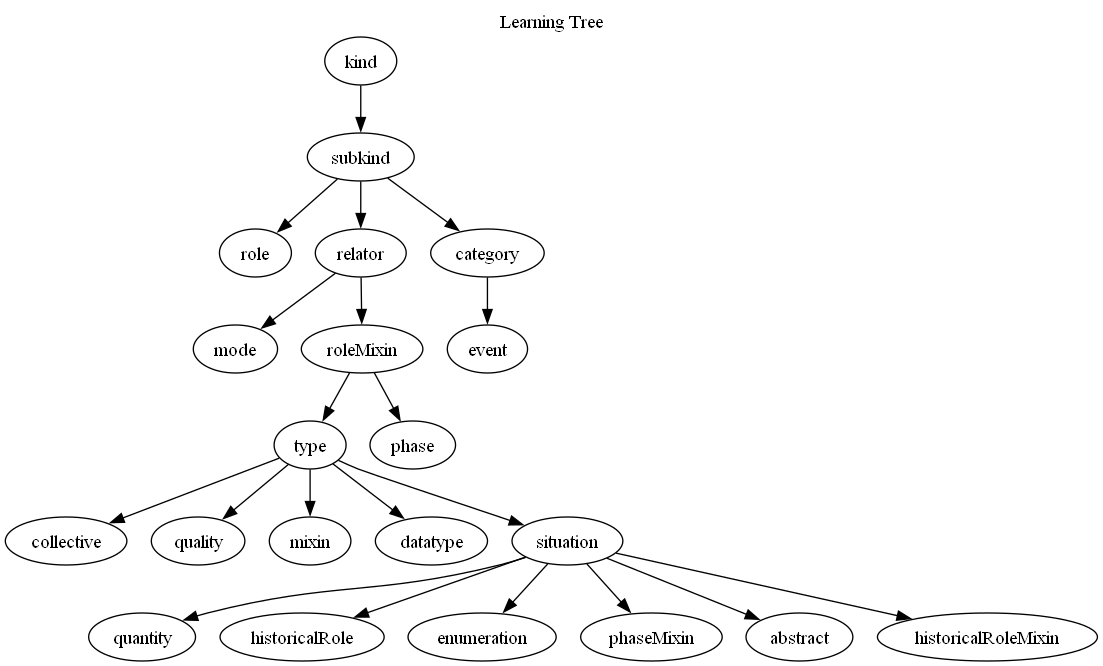 Learning Tree
kind
subkind
role
relator
category
mode
roleMixin
event
type
phase
collective
quality
mixin
datatype
situation
quantity
historicalRole
enumeration
phaseMixin
abstract
historicalRoleMixin